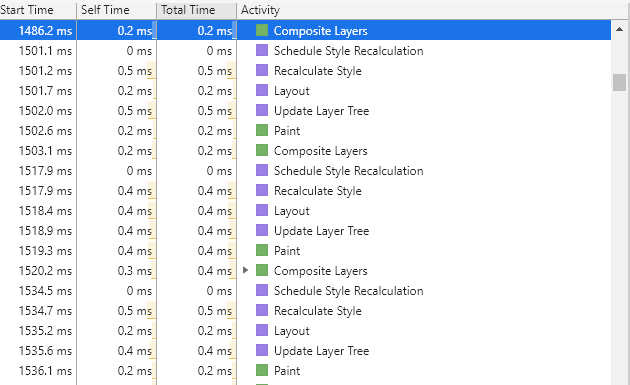 Start Time Self Time Total Time Activity
1486.2 ms 0.2 ms 0.2 ms Composite Layers
1501.1 ms 0 ms 0 ms Schedule Style Recalculation
1501.2 ms 0.5 ms 0.5 ms Recalculate Style
1501.7 ms 0.2 ms 0.2 ms Layout
1502.0 ms 0.5 ms 0.5 ms Update Layer Tree
1502.6 ms 0.2 ms 0.2 ms Paint
1503.1 ms 0.2 ms 0.2 ms Composite Layers
1517.9 ms 0 ms 0 ms Schedule Style Recalculation
1517.9 ms 0.4 ms 0.4 ms Recalculate Style
1518.4 ms 0.4 ms 0.4 ms Layout
1518.9 ms 0.4 ms 0.4 ms Update Layer Tree
1519.3 ms 0.4 ms 0.4 ms Paint
1520.2 ms 0.3 ms 0.4 ms Composite Layers
1534.5 ms 0 ms 0 ms Schedule Style Recalculation
1534.7 ms 0.5 ms 0.5 ms Recalculate Style
1535.2 ms 0.2 ms 0.2 ms Layout
1535.6 ms 0.4 ms 0.4 ms Update Layer Tree
1536.1 ms 0.2 ms 0.2 ms Paint